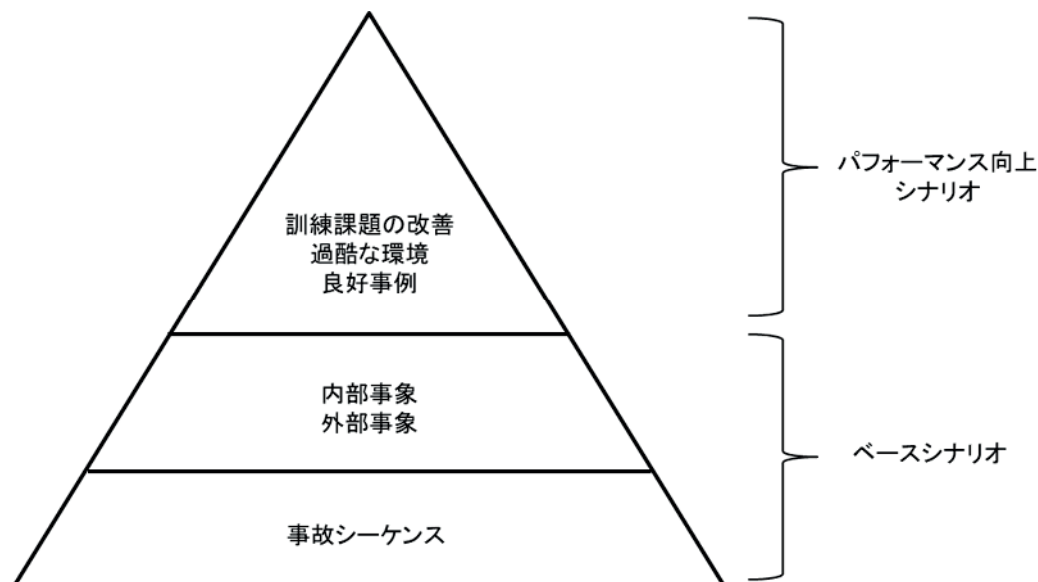 パフォーマンス向上
シナリオ
訓練課題の改善
過酷な環境
良好事例
内部事象
外部事象
ベースシナリオ
事故シーケンス